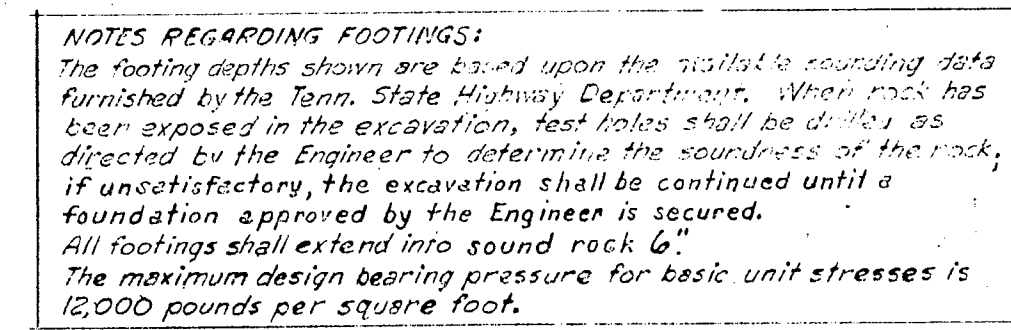 NOTES REGARDING FOOTINGS:
The footing depths shown are based upon the available sounding data
furnished by the Tenn. State Highway Department. When rock has
been exposed in the excavation, test holes shall be drilled as
directed by the Engineer to determine the soundness of the rock;
if unsatisfactory, the excavation shall be continued until a
foundation approved by the Engineer is secured.
All footings shall extend into sound rock 6".
The maximum design bearing pressure for basic unit stresses is
12,000 pounds per square foot.